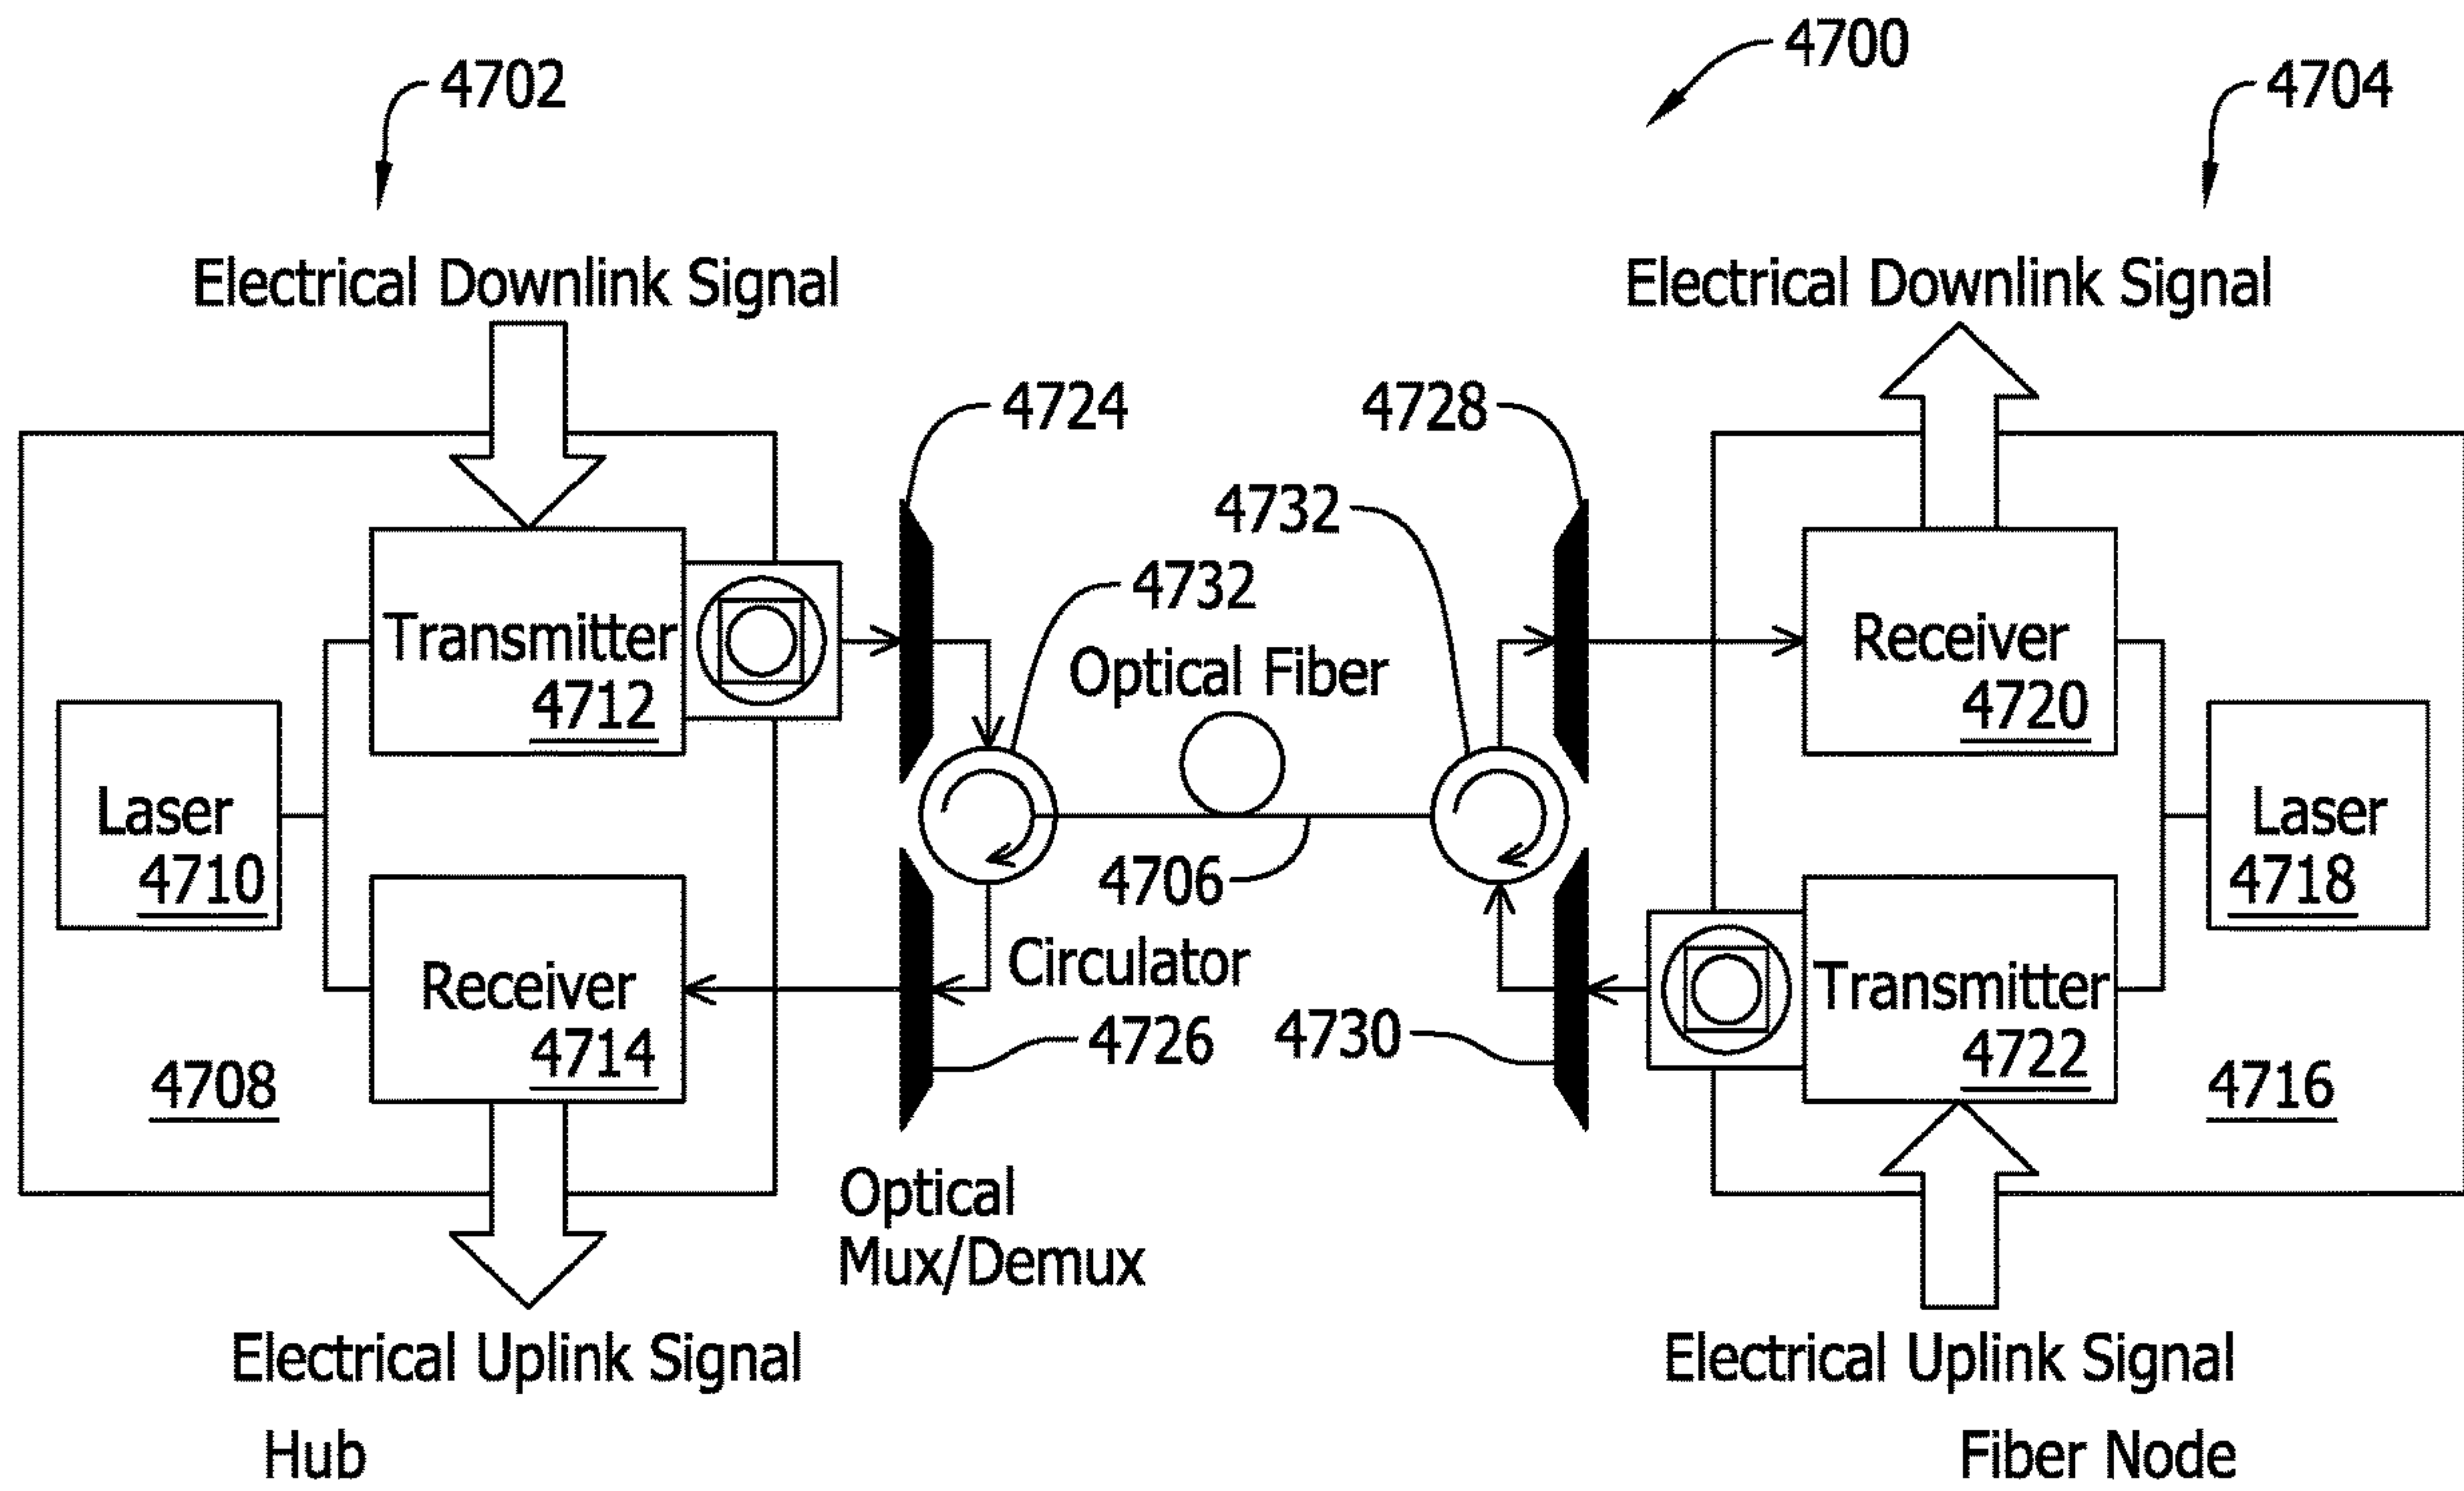 4700
4702
4704
Electrical Downlink Signal
Electrical Downlink Signal
4724
4728
4732
4732
Optical Fiber
Transmitter
4712
Receiver
4720
Laser
4710
Laser
4718
4706
Circulator
Receiver
4714
4726
4730
Transmitter
4722
4708
4716
Optical
Mux/Demux
Electrical Uplink Signal
Electrical Uplink Signal
Hub
Fiber Node